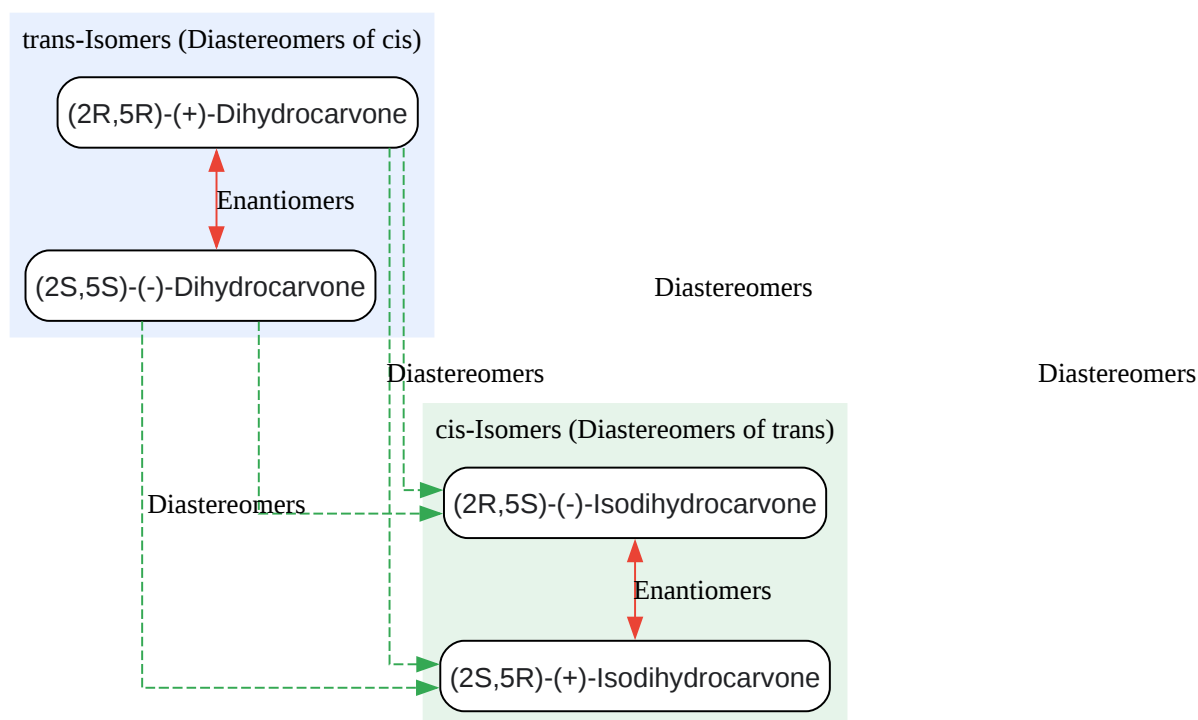 trans-Isomers (Diastereomers of cis)
(2R,5R)-(+)-Dihydrocarvone
Enantiomers
(2S,5S)-(-)-Dihydrocarvone
Diastereomers
Diastereomers
Diastereomers
cis-Isomers (Diastereomers of trans)
(2R,5S)-(-)-Isodihydrocarvone
Diastereomers
Enantiomers
(2S,5R)-(+)-Isodihydrocarvone